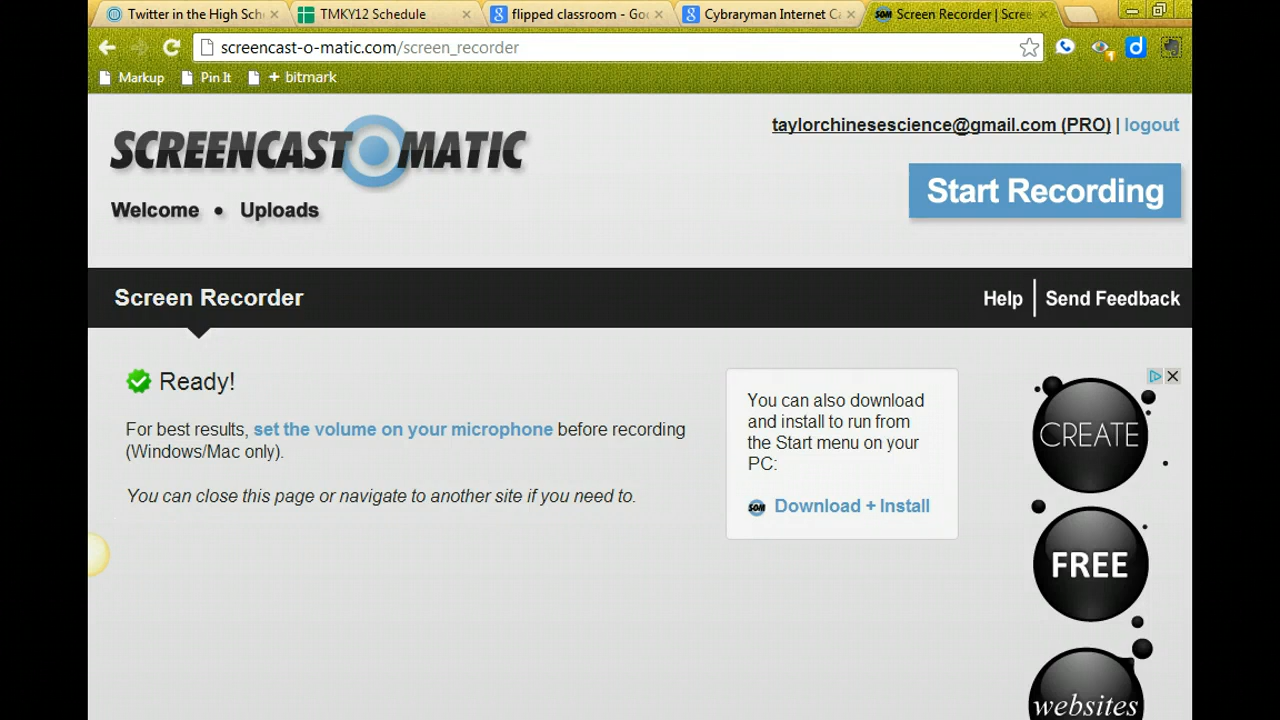 Twitter in the High Sch
TMKY12 Schedule
flipped classroom - Goo
Cybraryman Internet Ca
Screen Recorder | Scree
screencast-o-matic.com/screen_recorder
Markup
Pin It
+ bitmark
taylorchinesescience@gmail.com (PRO) | logout
SCREENCAST O MATIC
Start Recording
Welcome • Uploads
Screen Recorder
Help
Send Feedback
Ready!
For best results, set the volume on your microphone before recording
(Windows/Mac only).
You can close this page or navigate to another site if you need to.
You can also download
and install to run from
the Start menu on your
PC:
SOM Download + Install
CREATE
FREE
websites